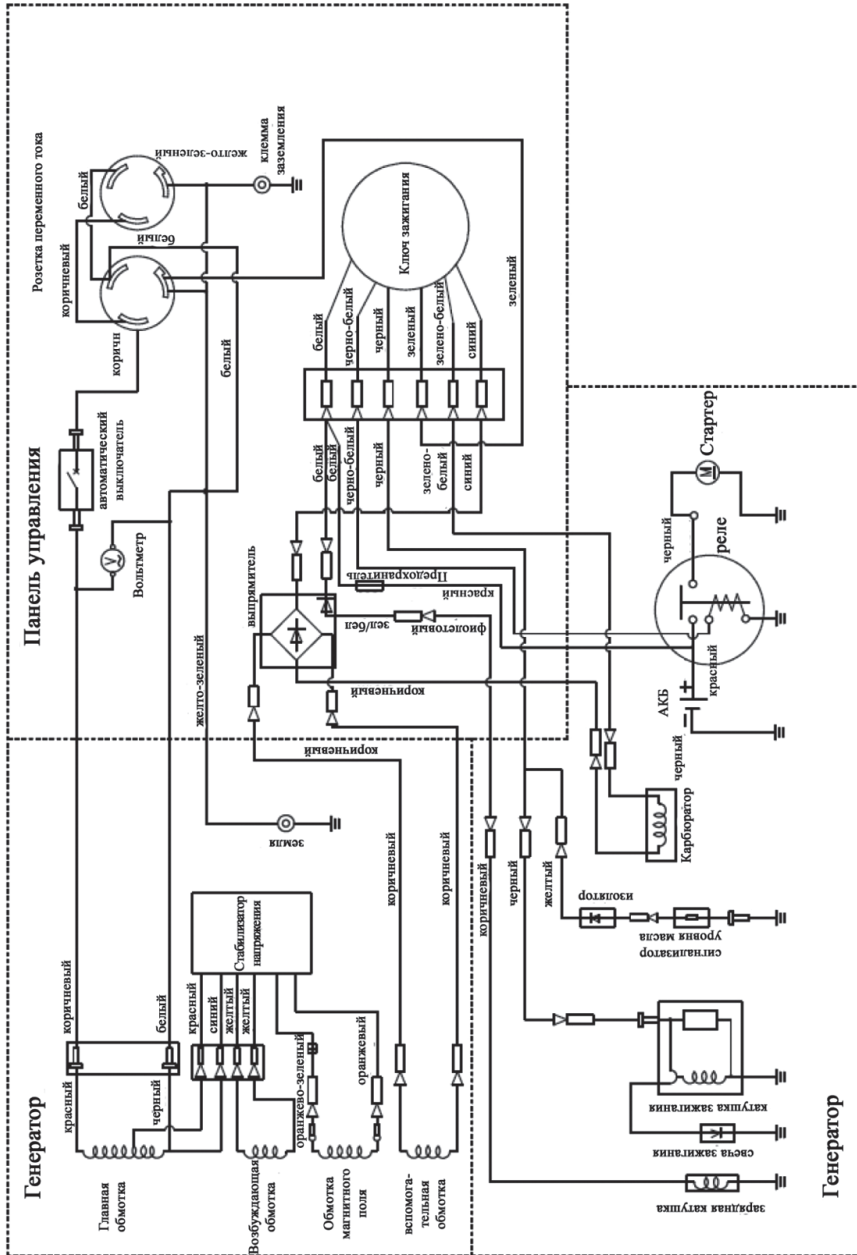 Панель управления
Розетка переменного тока
коричневый
белый
желто-зеленый
белый
коричн
автоматический
выключатель
Вольтметр
белый
клемма
заземления
желто-зеленый
Ключ зажигания
белый
черно-белый
черный
зеленый
зелено-белый
синий
зеленый
белый
белый
черно-белый
черный
зелено-
белый
синий
выпрямитель
Предохранитель
красный
зел/бел
фиолетовый
коричневый
коричневый
Генератор
коричневый
белый
красный
черный
Главная
обмотка
Стабилизатор
напряжения
красный
синий
желтый
желтый
Возбуждающая
обмотка
оранжево-зеленый
оранжевый
Обмотка
магнитного
поля
земля
коричневый
коричневый
вспомога-
тельная
обмотка
Стартер
черный
реле
М
красный
АКБ
+
−
черный
Карбюратор
коричневый
черный
желтый
изолятор
сигнализатор
уровня масла
катушка зажигания
свеча зажигания
зарядная катушка
Генератор